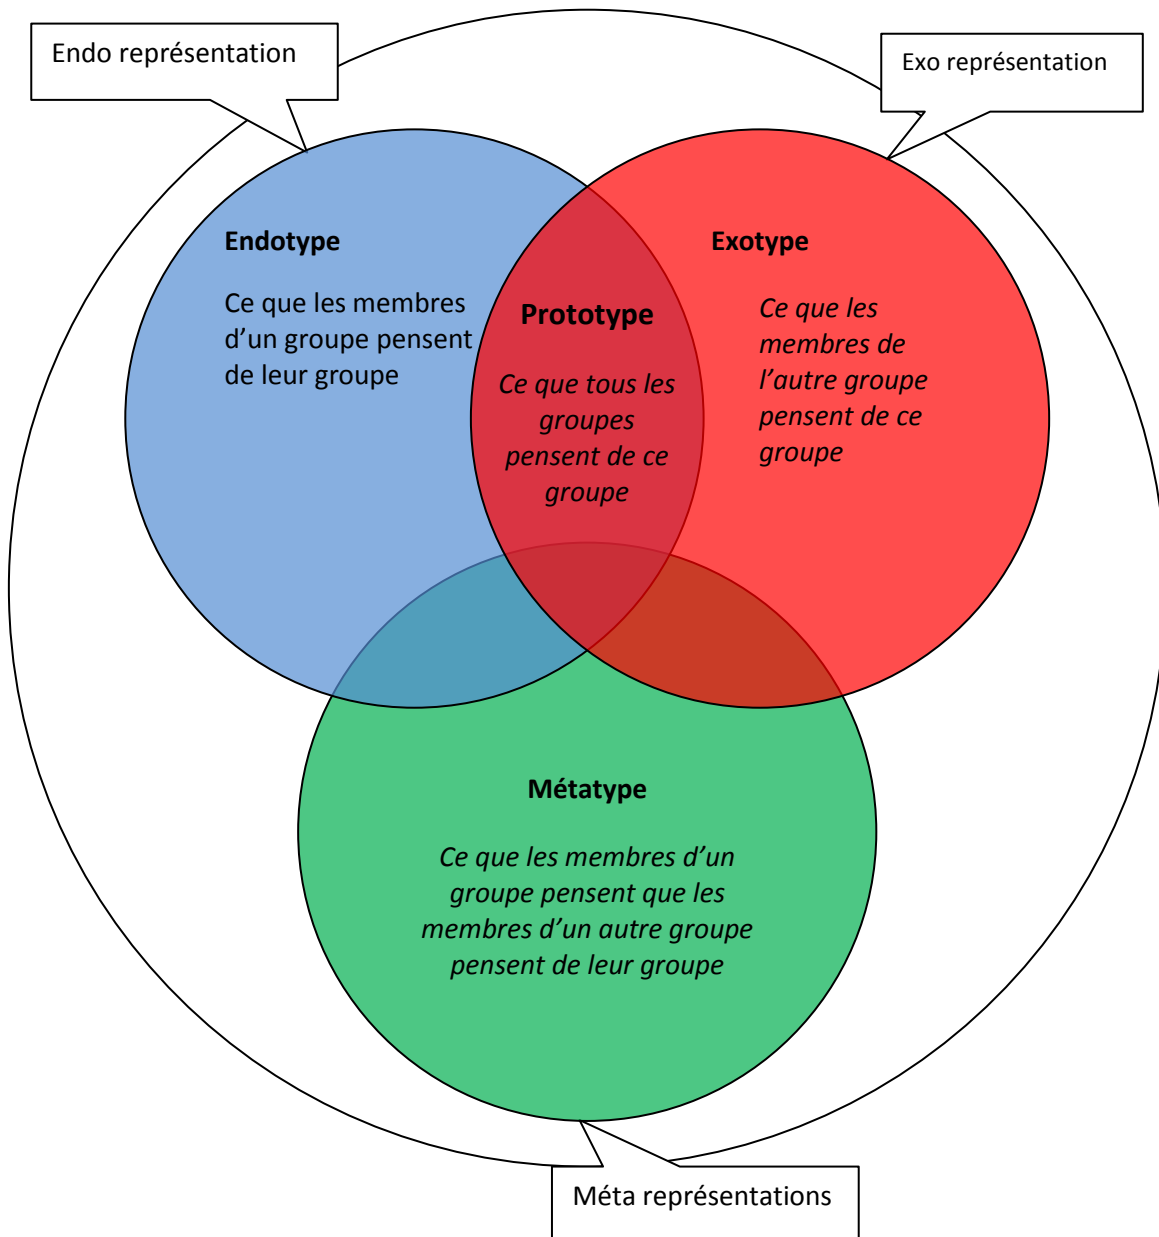 Endo représentation
Exo représentation
Endotype
Ce que les membres
d’un groupe pensent
de leur groupe
Prototype
Ce que tous les
groupes
pensent de ce
groupe
Exotype
Ce que les
membres de
l’autre groupe
pensent de ce
groupe
Métatype
Ce que les membres d’un
groupe pensent que les
membres d’un autre groupe
pensent de leur groupe
Méta représentations